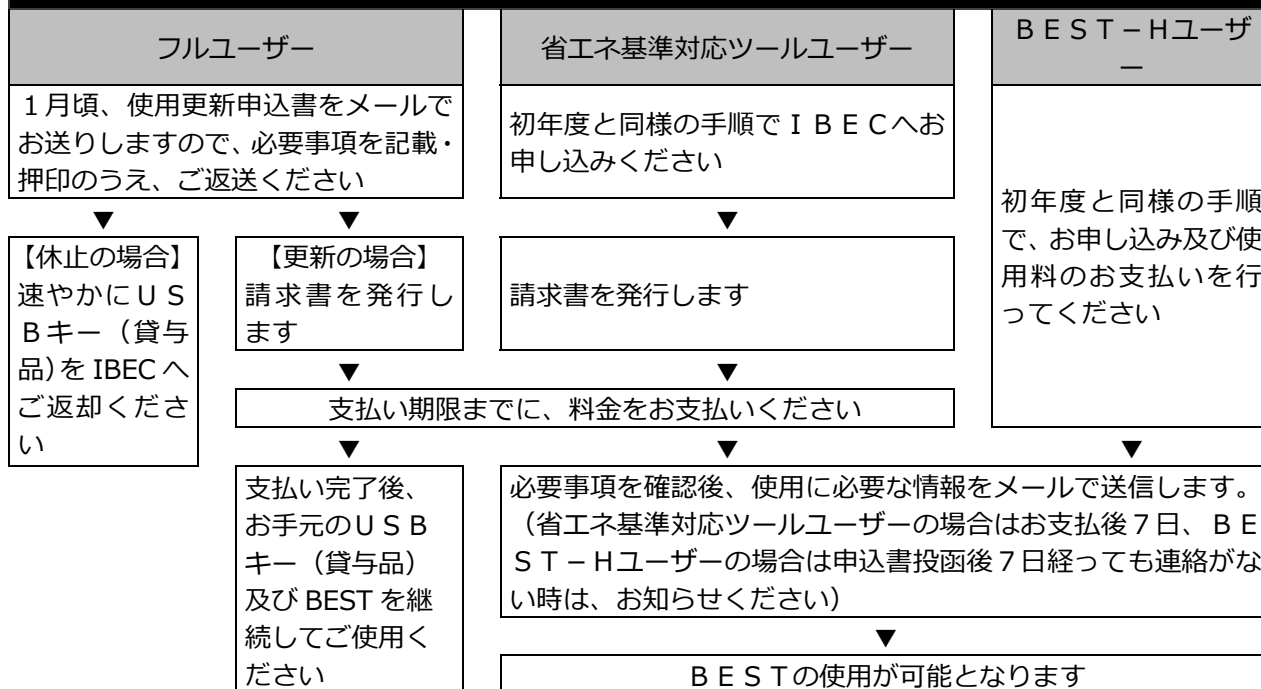 フルユーザー
１月頃、使用更新申込書をメールで
お送りしますので、必要事項を記載・
押印のうえ、ご返送ください
▼
▼
【休止の場合】
速やかにＵＳ
Ｂキー（貸与
品）を IBEC へ
ご返却くださ
い
【更新の場合】
請求書を発行し
ます
▼
省エネ基準対応ツールユーザー
初年度と同様の手順でＩＢＥＣへお
申し込みください
▼
請求書を発行します
▼
支払い期限までに、料金をお支払いください
▼
支払い完了後、
お手元のＵＳＢ
キー（貸与品）
及び BEST を継
続してご使用く
ださい
▼
ＢＥＳＴ－Ｈユーザ
ー
初年度と同様の手順
で、お申し込み及び使
用料のお支払いを行
ってください
▼
必要事項を確認後、使用に必要な情報をメールで送信します。
（省エネ基準対応ツールユーザーの場合はお支払後７日、ＢＥ
ＳＴ－Ｈユーザーの場合は申込書投函後７日経っても連絡がな
い時は、お知らせください）
▼
ＢＥＳＴの使用が可能となります